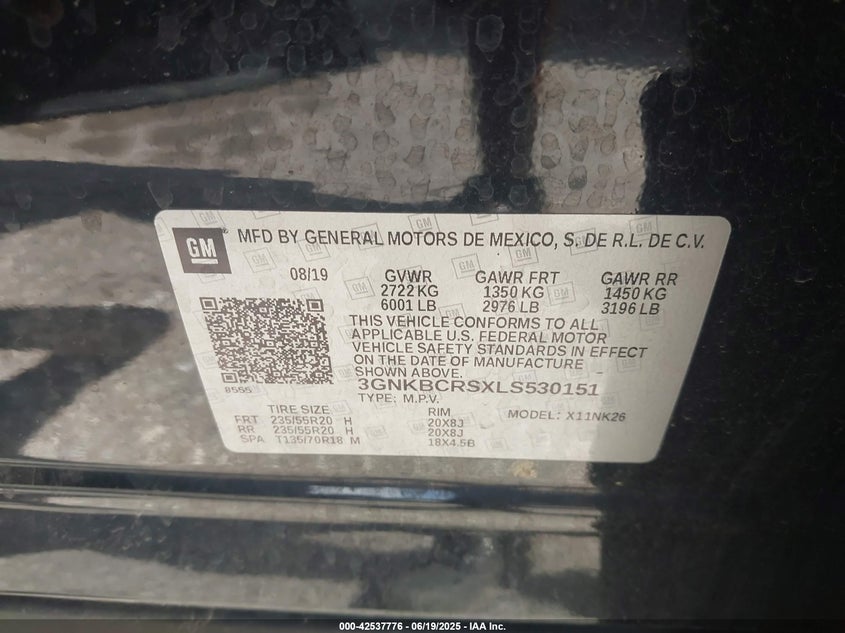 GM
MFD BY GENERAL MOTORS DE MEXICO, S. DE R.L. DE C.V.
08/19 GVWR GAWR FRT GAWR RR
2722 KG 1350 KG 1450 KG
6001 LB 2976 LB 3196 LB
THIS VEHICLE CONFORMS TO ALL
APPLICABLE U.S. FEDERAL MOTOR
VEHICLE SAFETY STANDARDS IN EFFECT
ON THE DATE OF MANUFACTURE
SHOWN ABOVE.
3GNKBCRSXLS530151
8555
TYPE: M.P.V.
TIRE SIZE RIM MODEL: X11NK26
FRT 235/55R20 H 20X8J
RR 235/55R20 H 20X8J
SPA T135/70R18 M 18X4.5B
000-42537776 - 06/19/2025 - IAA Inc.